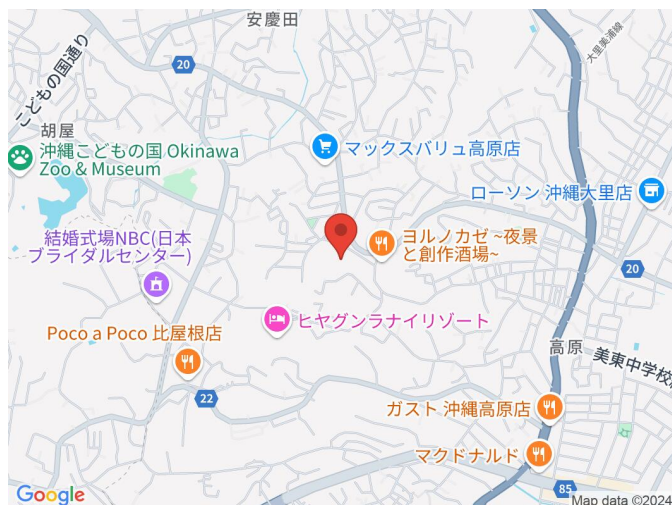 安慶田
20
こどもの国通り
大里美浦線
胡屋
マックスバリュ高原店
沖縄こどもの国 Okinawa
Zoo & Museum
ローソン 沖縄大里店
結婚式場NBC(日本
ブライダルセンター)
ヨルノカゼ ~夜景
と創作酒場~
20
ヒヤグンラナイリゾート
Poco a Poco 比屋根店
高原
美東中学校
22
ガスト 沖縄高原店
マクドナルド
85
Google
Map data ©2024